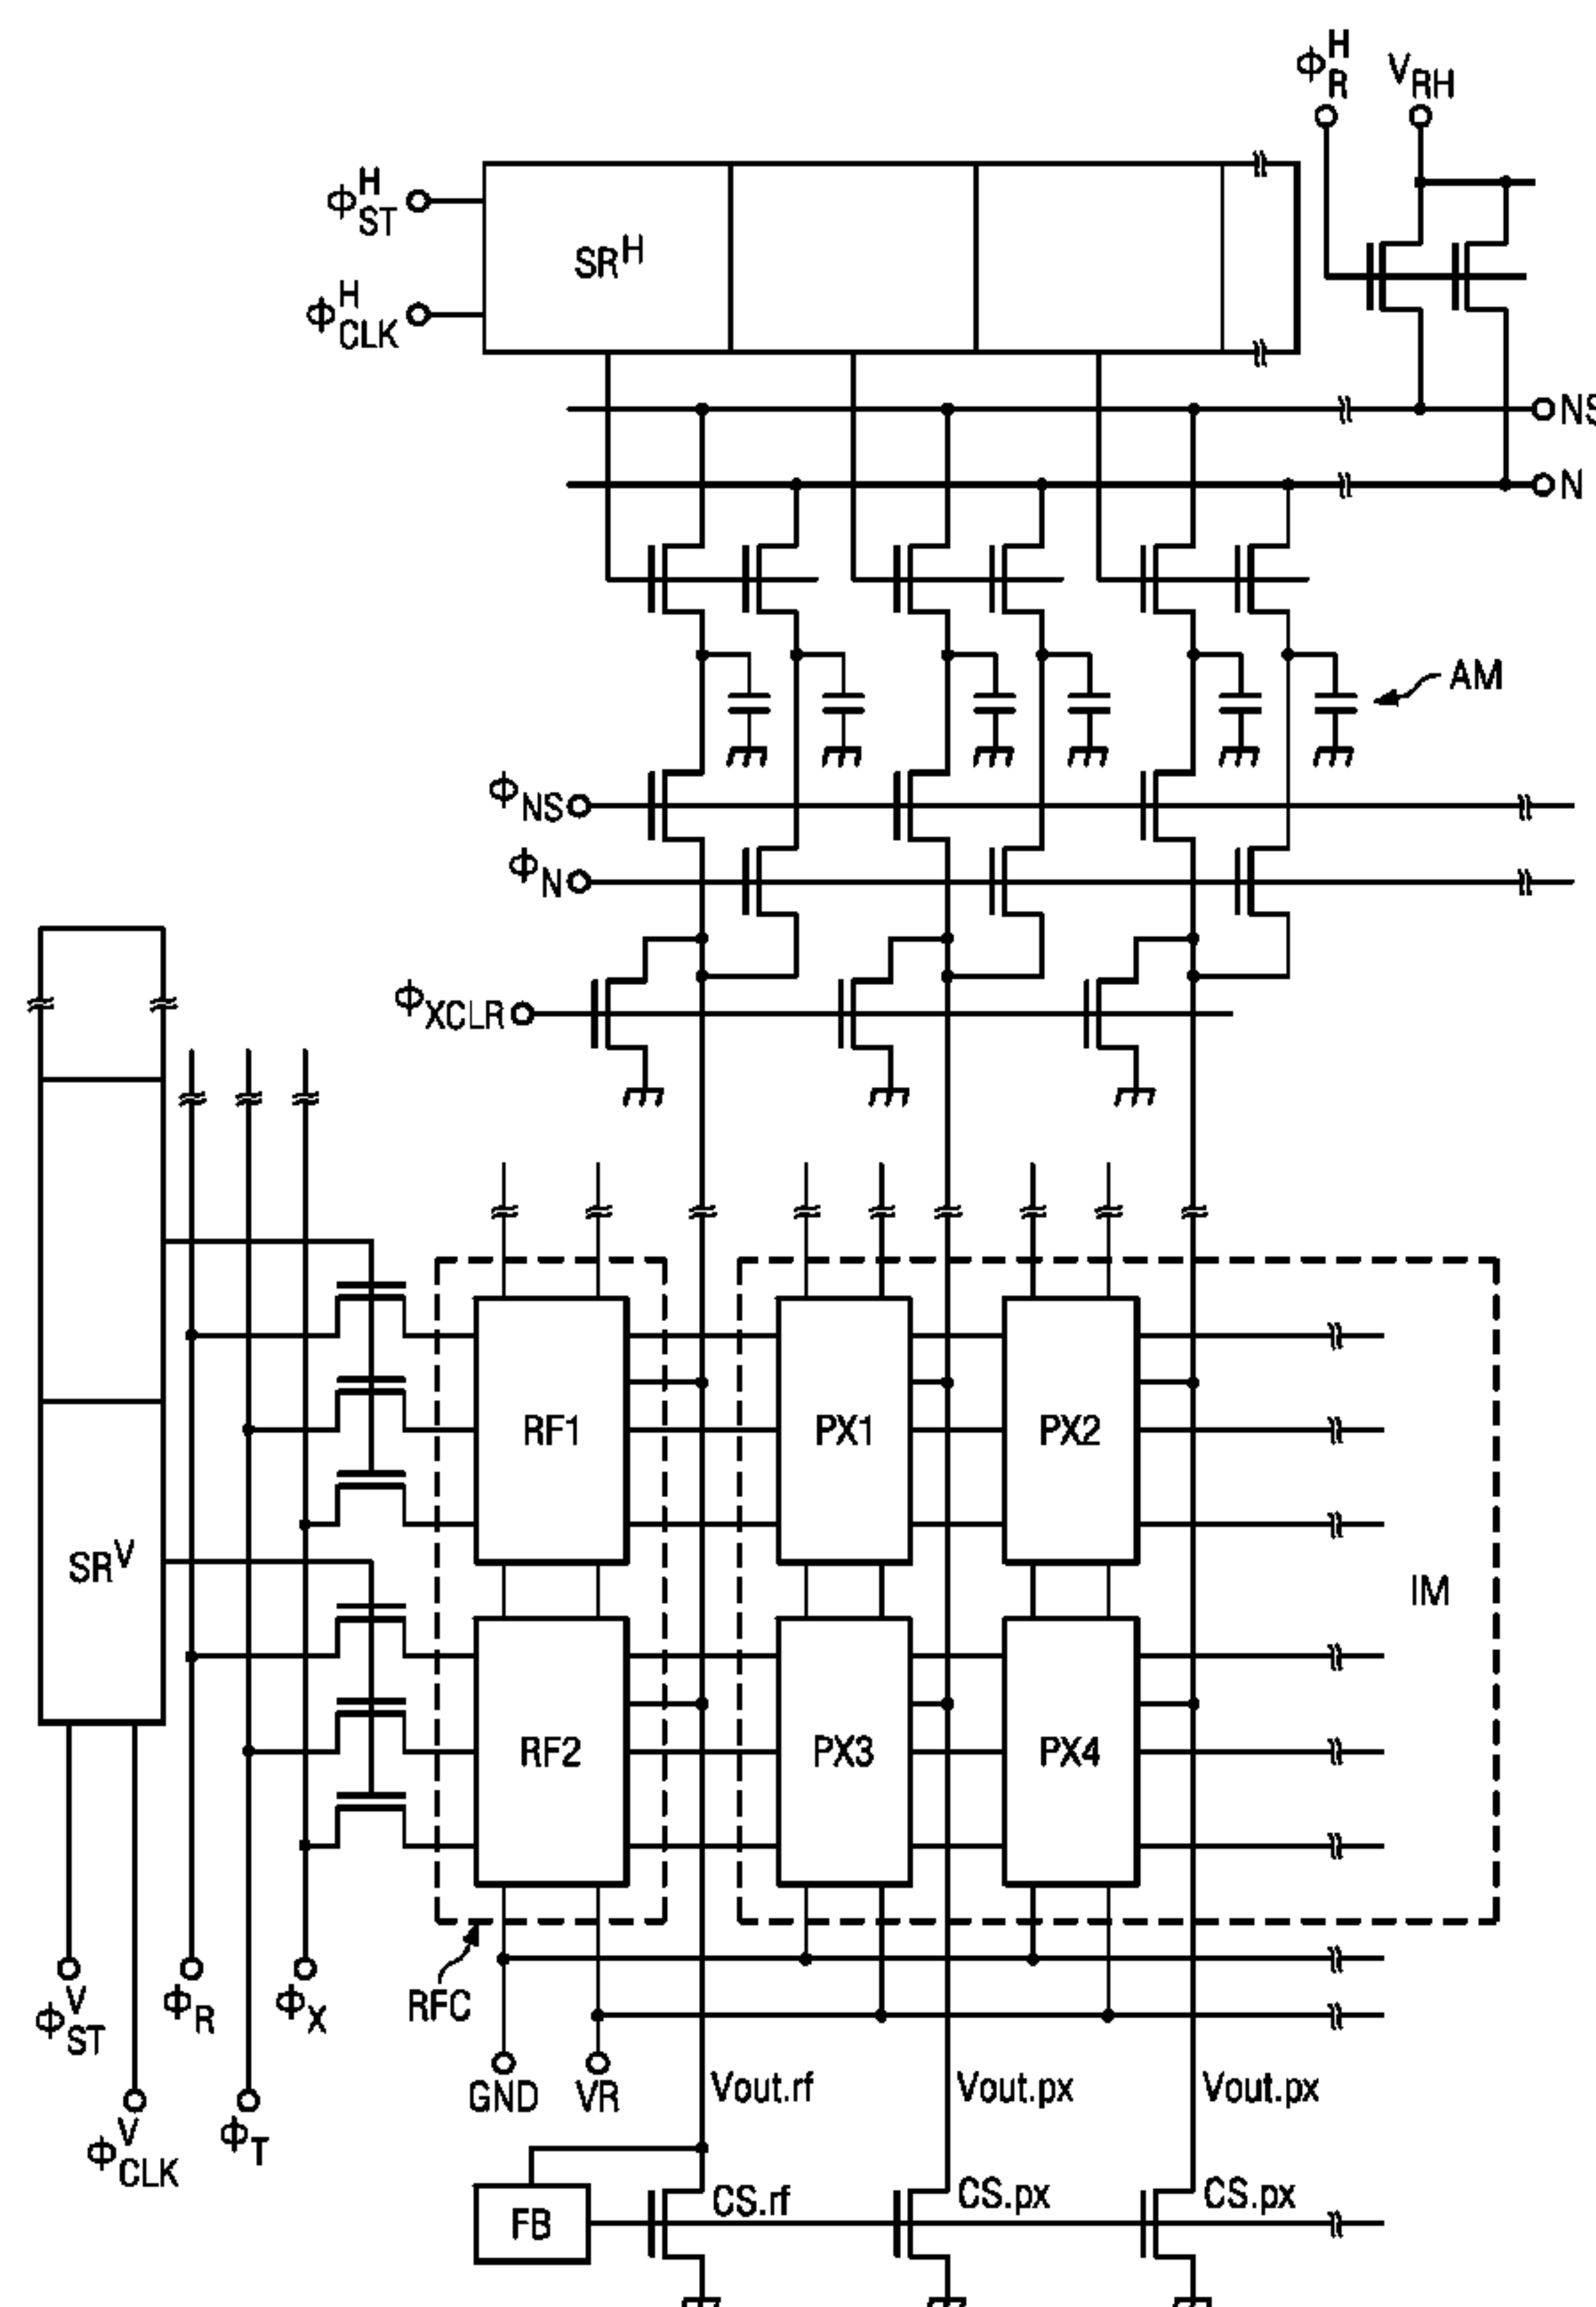 Φ^H_R V_RH
Φ^H_ST
SR^H
Φ^H_CLK
NS
N
AM
Φ_NS
Φ_N
Φ_XCLR
RF1 PX1 PX2
SR^V
IM
RF2 PX3 PX4
RFC
Φ^V_ST Φ_R Φ_X
GND VR Vout.rf Vout.px Vout.px
Φ^V_CLK Φ_T
CS.rf CS.px CS.px
FB